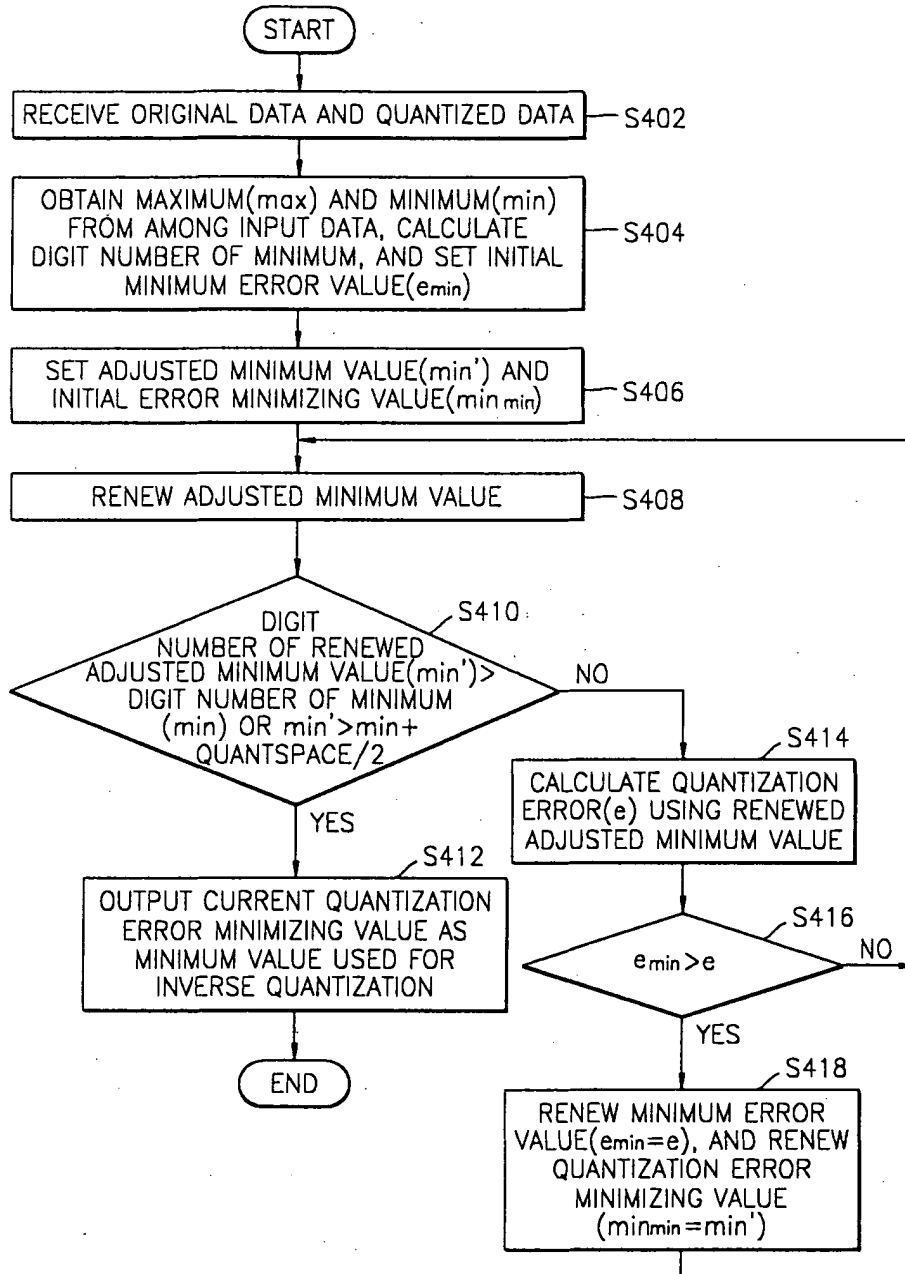 START
RECEIVE ORIGINAL DATA AND QUANTIZED DATA
S402
OBTAIN MAXIMUM(max) AND MINIMUM(min)
FROM AMONG INPUT DATA, CALCULATE
DIGIT NUMBER OF MINIMUM, AND SET INITIAL
MINIMUM ERROR VALUE(emin)
S404
SET ADJUSTED MINIMUM VALUE(min') AND
INITIAL ERROR MINIMIZING VALUE(min min)
S406
RENEW ADJUSTED MINIMUM VALUE
S408
S410
DIGIT
NUMBER OF RENEWED
ADJUSTED MINIMUM VALUE(min')>
DIGIT NUMBER OF MINIMUM
(min) OR min'>min+
QUANTSPACE/2
NO
YES
S412
OUTPUT CURRENT QUANTIZATION
ERROR MINIMIZING VALUE AS
MINIMUM VALUE USED FOR
INVERSE QUANTIZATION
END
S414
CALCULATE QUANTIZATION
ERROR(e) USING RENEWED
ADJUSTED MINIMUM VALUE
S416
emin>e
NO
YES
S418
RENEW MINIMUM ERROR
VALUE(emin=e), AND RENEW
QUANTIZATION ERROR
MINIMIZING VALUE
(minmin=min')